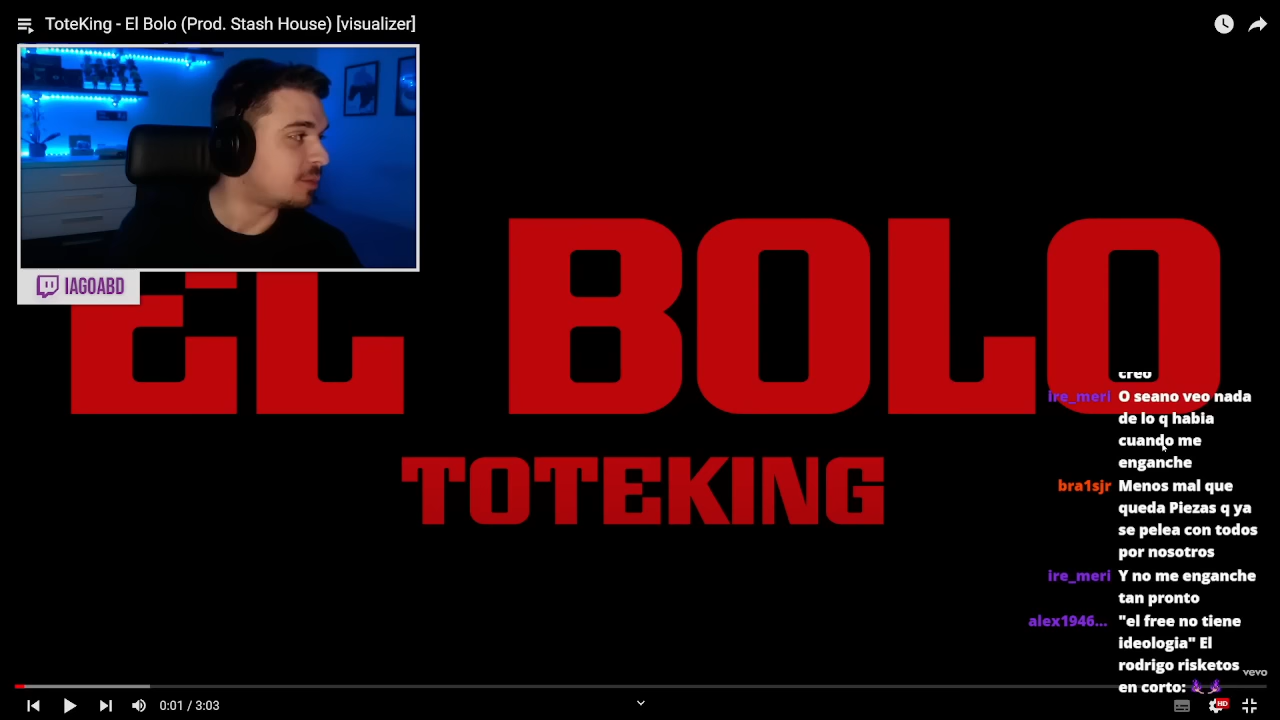 ToteKing - El Bolo (Prod. Stash House) [visualizer]
IAGOABD
EL BOLO
TOTEKING
creo
ire_meri O seano veo nada
de lo q habia
cuando me
enganche
bra1sjr Menos mal que
queda Piezas q ya
se pelea con todos
por nosotros
ire_meri Y no me enganche
tan pronto
alex1946... "el free no tiene
ideologia" El
rodrigo risketos
en corto:
vevo
0:01 / 3:03
HD